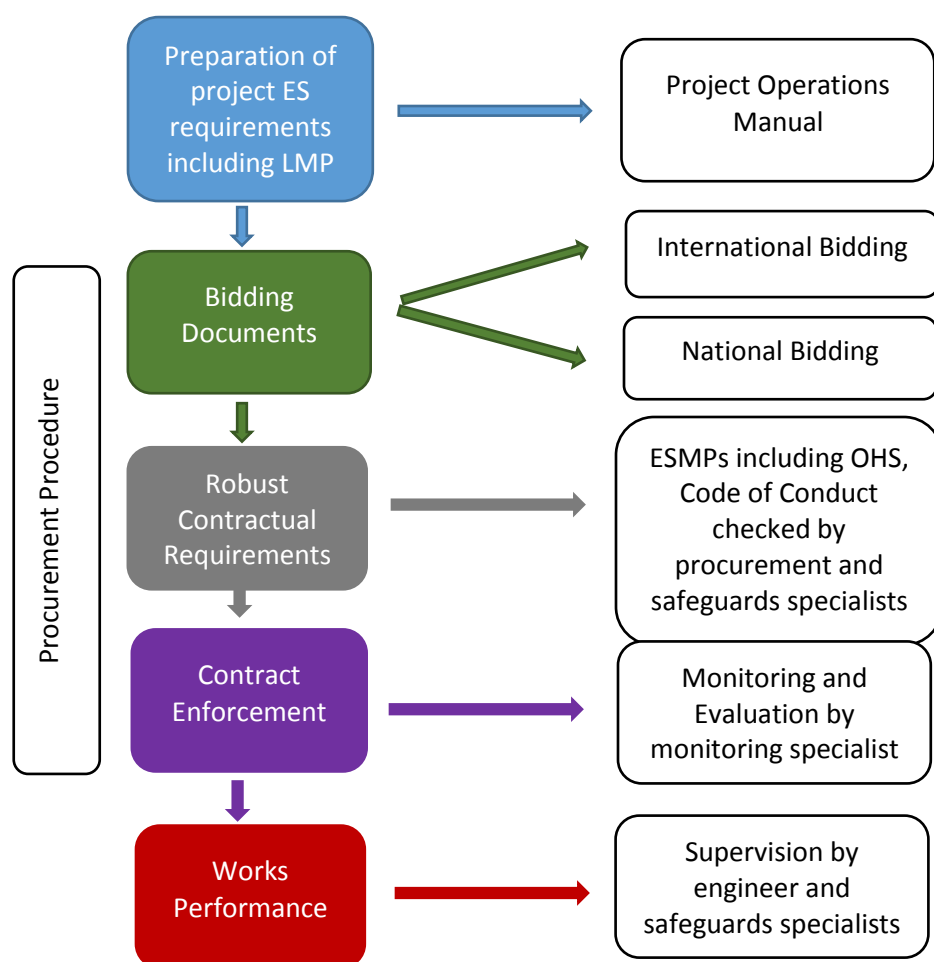 Preparation of
project ES
requirements
including LMP
Project Operations
Manual
Bidding
Documents
International Bidding
National Bidding
Procurement Procedure
Robust
Contractual
Requirements
ESMPs including OHS,
Code of Conduct
checked by
procurement and
safeguards specialists
Contract
Enforcement
Monitoring and
Evaluation by
monitoring specialist
Works
Performance
Supervision by
engineer and
safeguards specialists